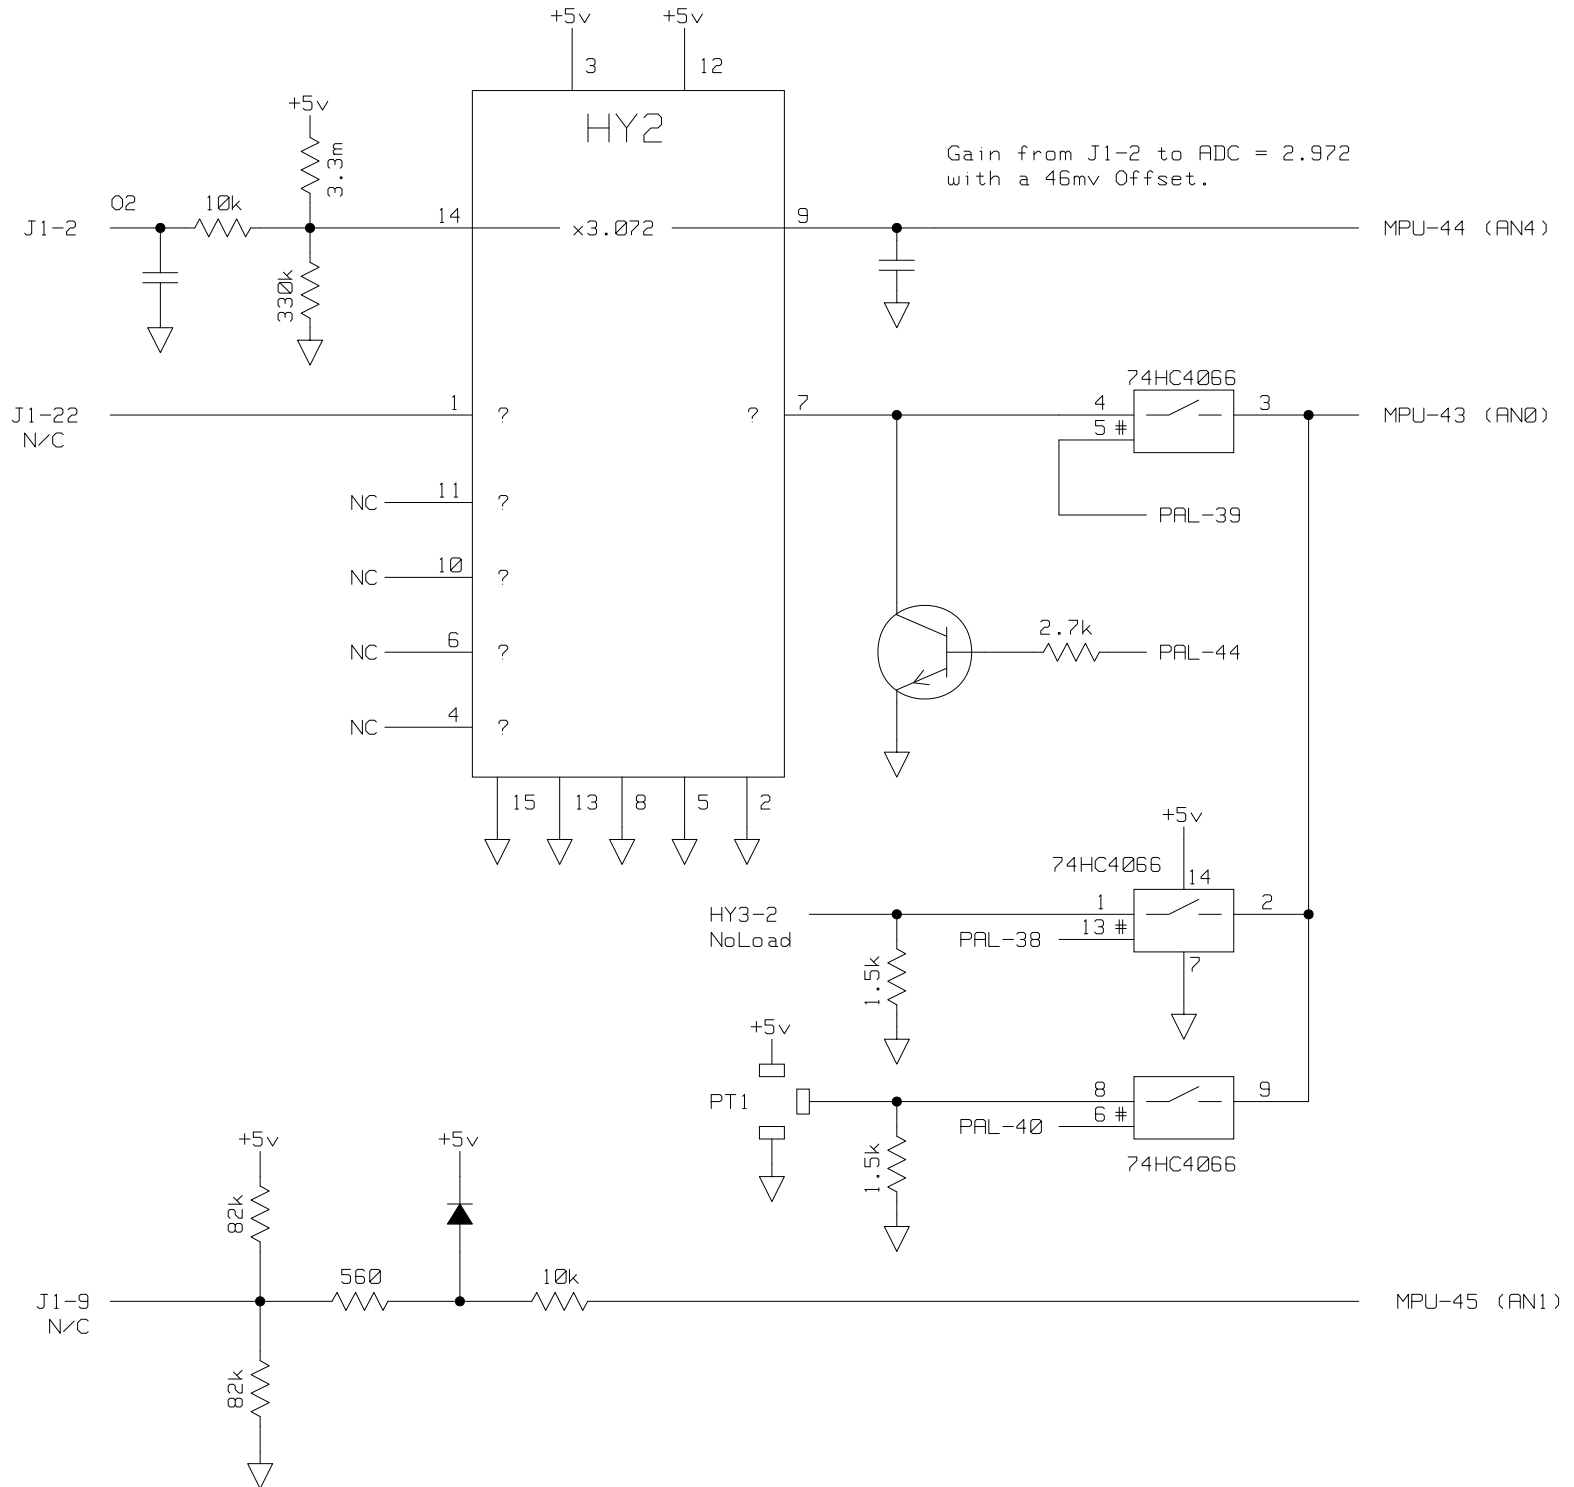 +5v +5v
3 12
HY2
+5v
3.3m
Gain from J1-2 to ADC = 2.972
with a 46mv Offset.
O2 10k 14 9
J1-2 x3.072 MPU-44 (AN4)
330k
74HC4066
1 7 4 3
J1-22 ? ? MPU-43 (AN0)
N/C 5 #
11
NC ?
PAL-39
10
NC ?
6 2.7k
NC ? PAL-44
4
NC ?
15 13 8 5 2
+5v
74HC4066
14
1 2
HY3-2
13 #
NoLoad PAL-38
7
1.5k
+5v
8 9
PT1
6 #
PAL-40
74HC4066
1.5k
+5v +5v
82k
560 10k
J1-9 MPU-45 (AN1)
N/C
82k